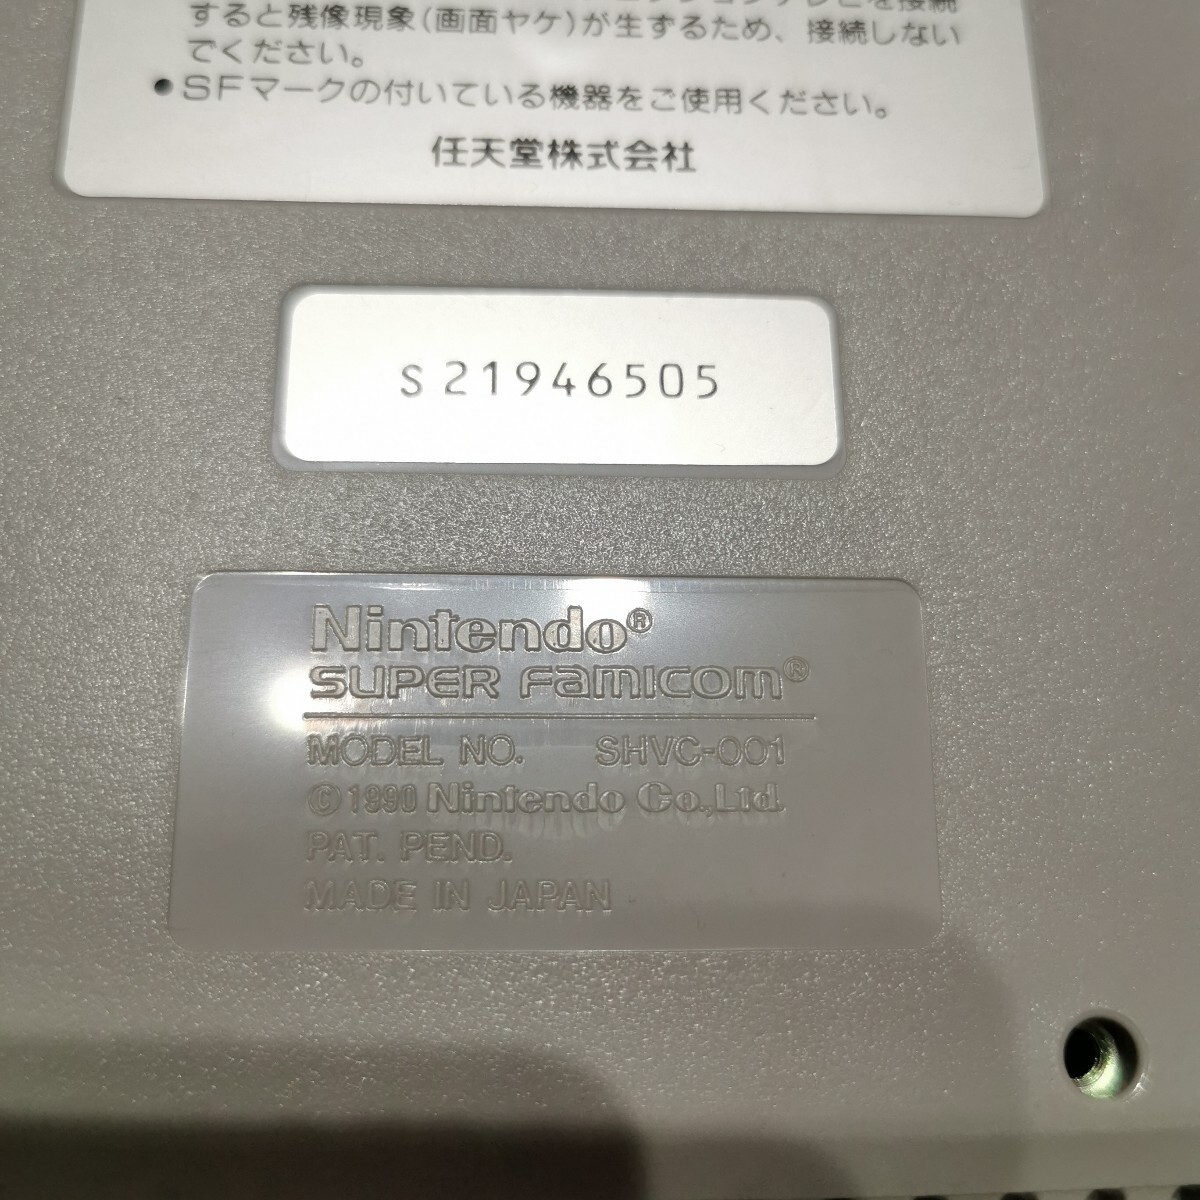 すると残像現象(画面ヤケ)が生ずるため、接続しない
でください。
●SFマークの付いている機器をご使用ください。
任天堂株式会社
S21946505
Nintendo®
SUPER FAMICOM®
MODEL NO. SHVC-001
©1990 Nintendo Co.,Ltd.
PAT. PEND.
MADE IN JAPAN